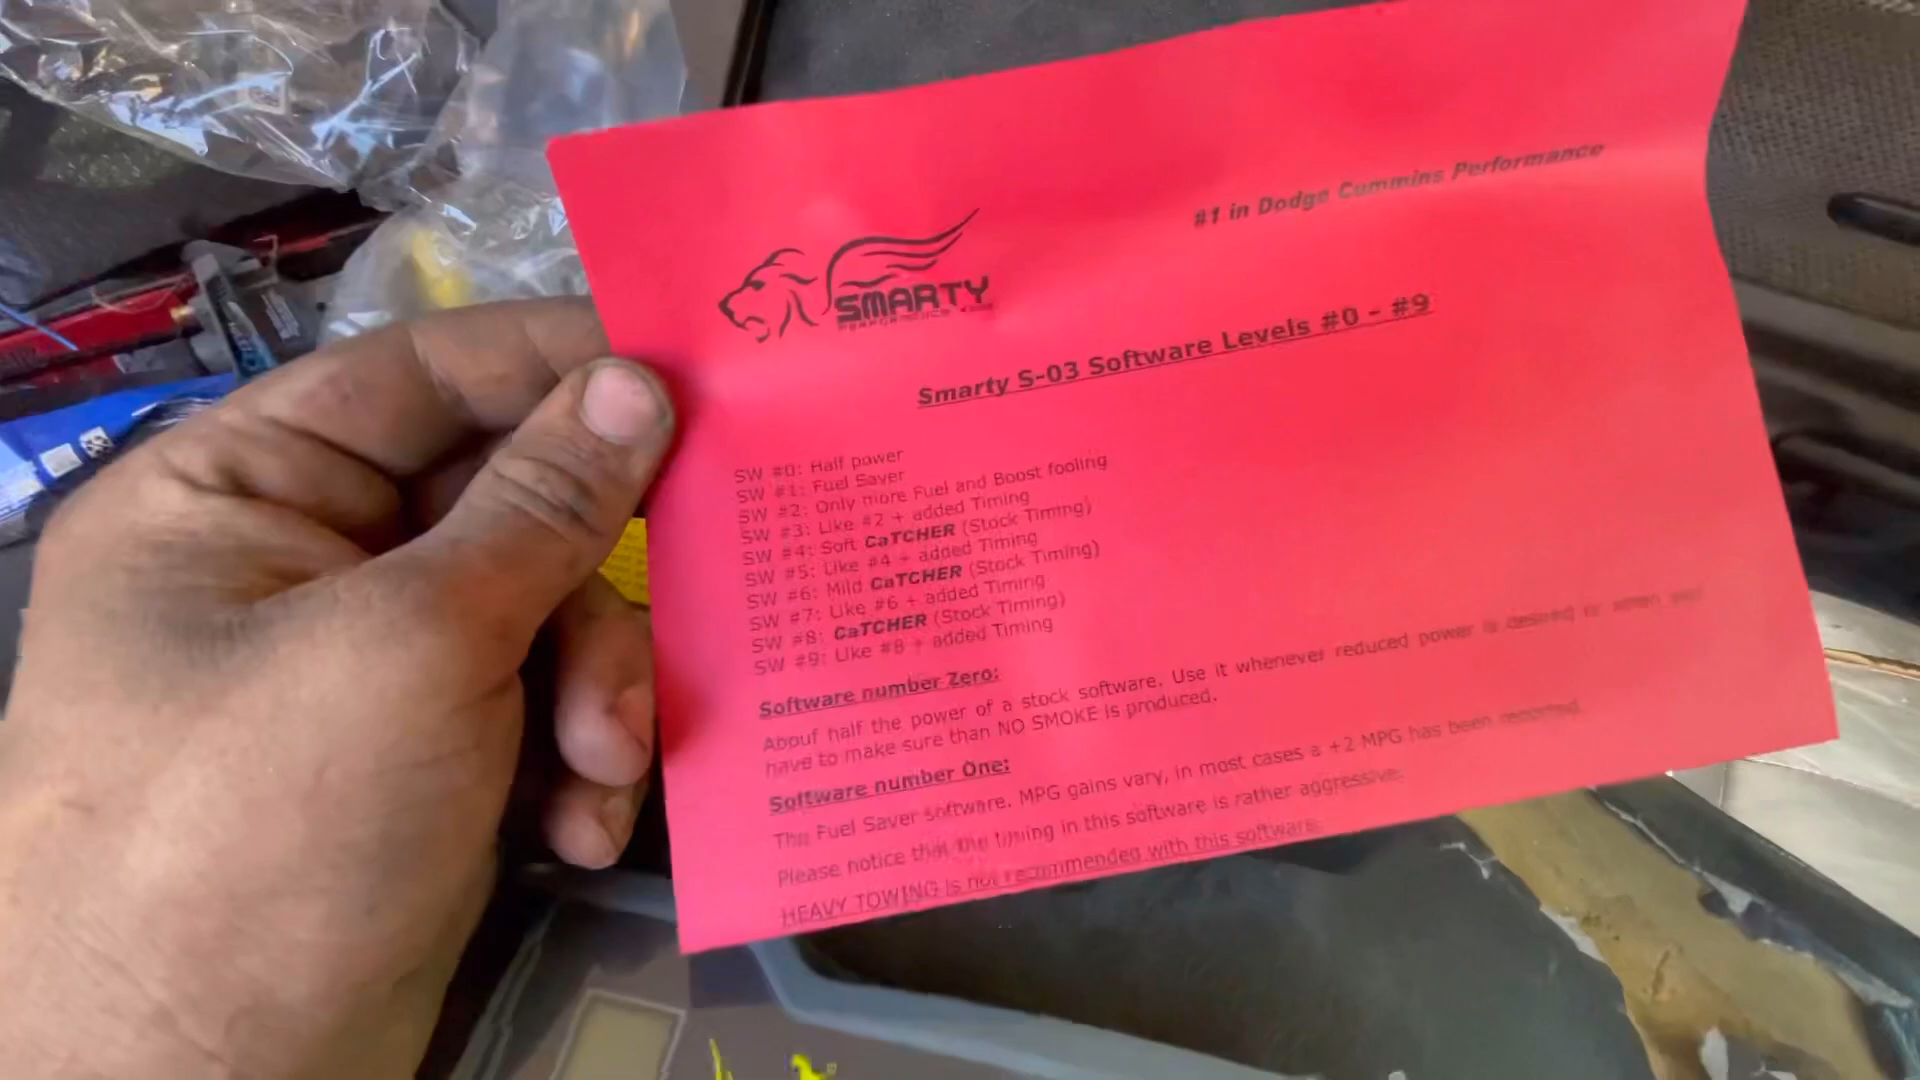 #1 in Dodge Cummins Performance
SMARTY
Smarty S-03 Software Levels #0 - #9
SW #0: Half power
SW #1: Fuel Saver
SW #2: Only more Fuel and Boost fooling
SW #3: Like #2 + added Timing
SW #4: Soft CaTCHER (Stock Timing)
SW #5: Like #4 + added Timing
SW #6: Mild CaTCHER (Stock Timing)
SW #7: Like #6 + added Timing
SW #8: CaTCHER (Stock Timing)
SW #9: Like #8 + added Timing
Software number Zero:
Abouf half the power of a stock software. Use it whenever reduced power is desired or when you
have to make sure than NO SMOKE is produced.
Software number One:
The Fuel Saver software. MPG gains vary, in most cases a +2 MPG has been reported.
Please notice that the timing in this software is rather aggressive.
HEAVY TOWING is not recommended with this software.